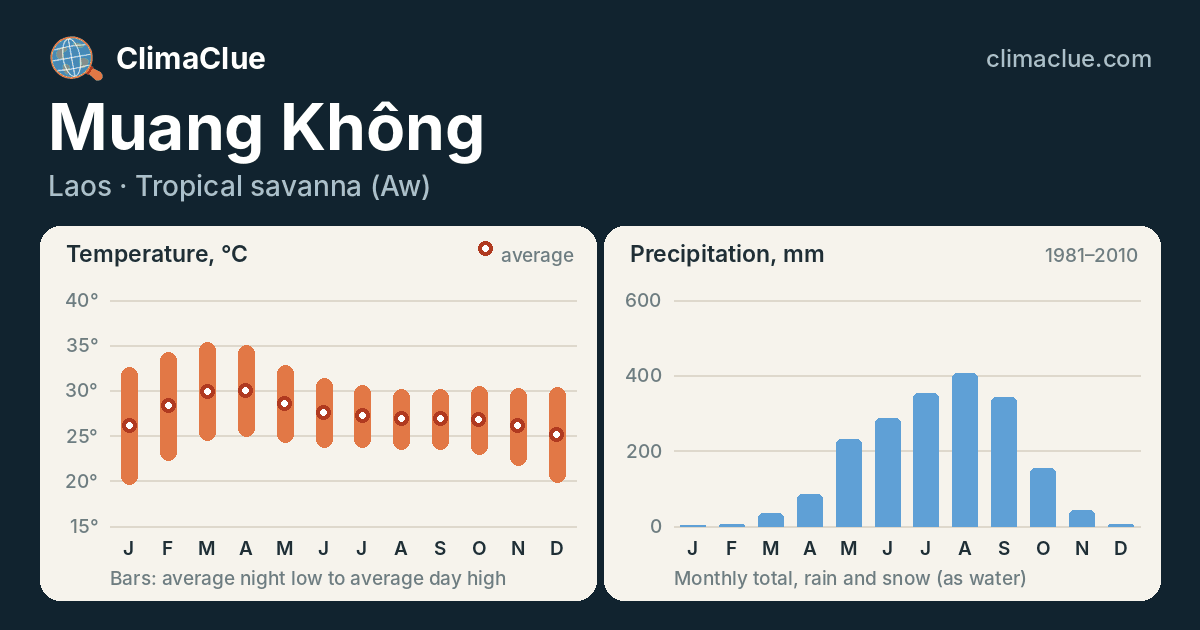 ClimaClue
climaclue.com
Muang Không
Laos · Tropical savanna (Aw)
Temperature, °C
average
40°
35°
30°
25°
20°
15°
J F M A M J J A S O N D
Bars: average night low to average day high
Precipitation, mm
1981–2010
600
400
200
0
J F M A M J J A S O N D
Monthly total, rain and snow (as water)